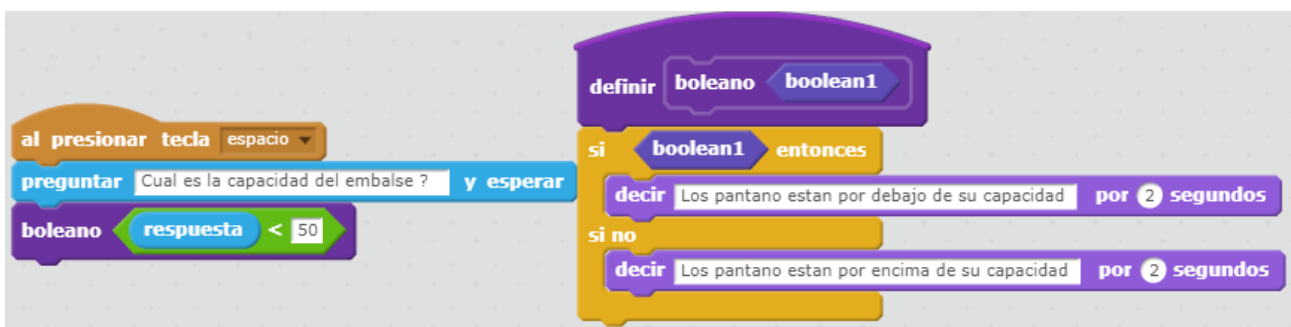 al presionar tecla espacio
preguntar Cual es la capacidad del embalse ? y esperar
boleano respuesta < 50
definir boleano boolean1
si boolean1 entonces
decir Los pantano estan por debajo de su capacidad por 2 segundos
si no
decir Los pantano estan por encima de su capacidad por 2 segundos